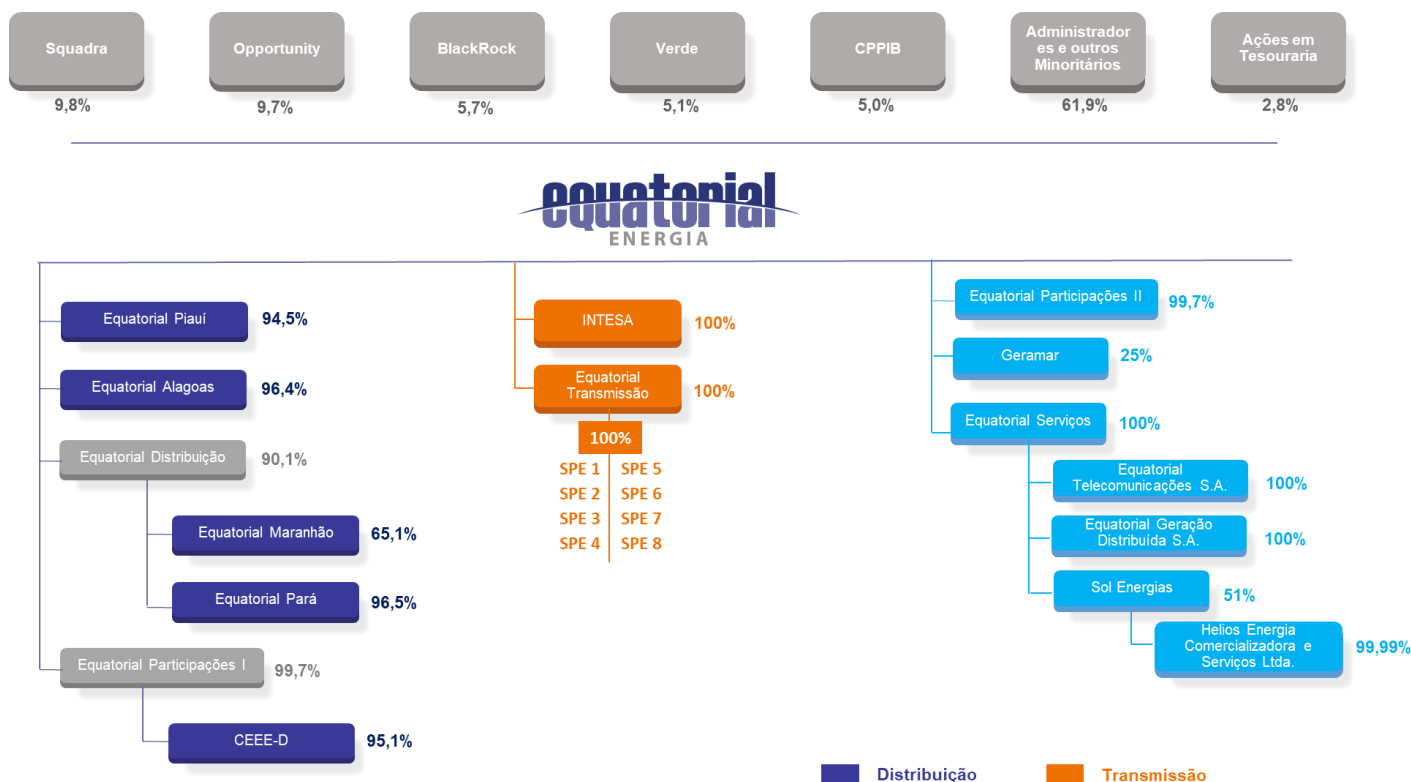 Squadra
Opportunity
BlackRock
Verde
CPPIB
Administrador
es e outros
Minoritários
Ações em
Tesouraria
9,8%
9,7%
5,7%
5,1%
5,0%
61,9%
2,8%
equatorial
ENERGIA
Equatorial Piauí
94,5%
Equatorial Alagoas
96,4%
Equatorial Distribuição
90,1%
Equatorial Maranhão
65,1%
Equatorial Pará
96,5%
Equatorial Participações I
99,7%
CEEE-D
95,1%
INTESA
100%
Equatorial
Transmissão
100%
100%
SPE 1
SPE 5
SPE 2
SPE 6
SPE 3
SPE 7
SPE 4
SPE 8
Equatorial Participações II
99,7%
Geramar
25%
Equatorial Serviços
100%
Equatorial
Telecomunicações S.A.
100%
Equatorial Geração
Distribuída S.A.
100%
Sol Energias
51%
Helios Energia
Comercializadora e
Serviços Ltda.
99,99%
Distribuição
Transmissão